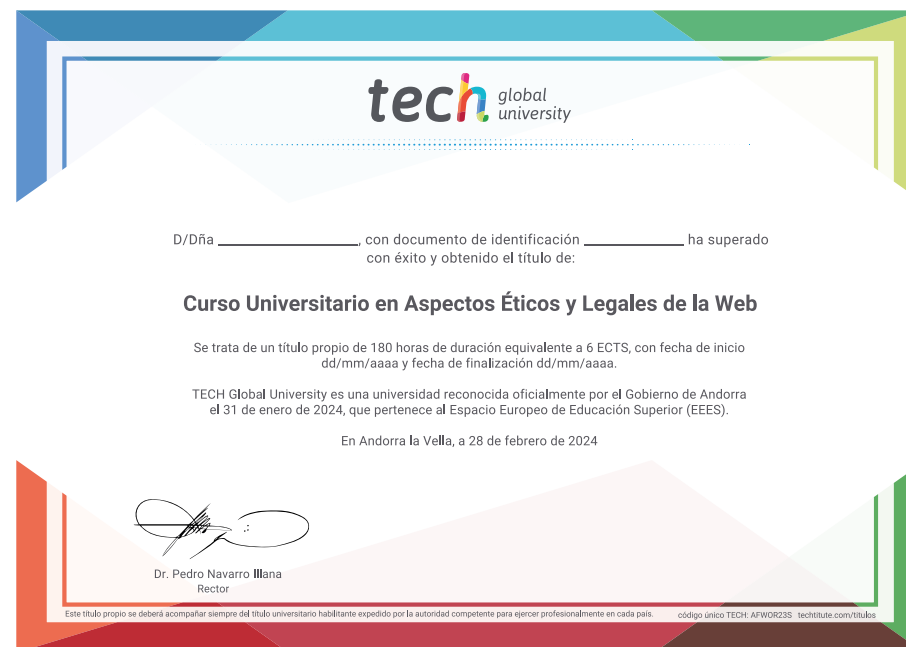 tech global university
D/Dña ____________________, con documento de identificación ______________ ha superado
con éxito y obtenido el título de:
Curso Universitario en Aspectos Éticos y Legales de la Web
Se trata de un título propio de 180 horas de duración equivalente a 6 ECTS, con fecha de inicio
dd/mm/aaaa y fecha de finalización dd/mm/aaaa.
TECH Global University es una universidad reconocida oficialmente por el Gobierno de Andorra
el 31 de enero de 2024, que pertenece al Espacio Europeo de Educación Superior (EEES).
En Andorra la Vella, a 28 de febrero de 2024
Dr. Pedro Navarro Illana
Rector
Este título propio se deberá acompañar siempre del título universitario habilitante expedido por la autoridad competente para ejercer profesionalmente en cada país.
código único TECH: AFWOR23S techtitute.com/titulos